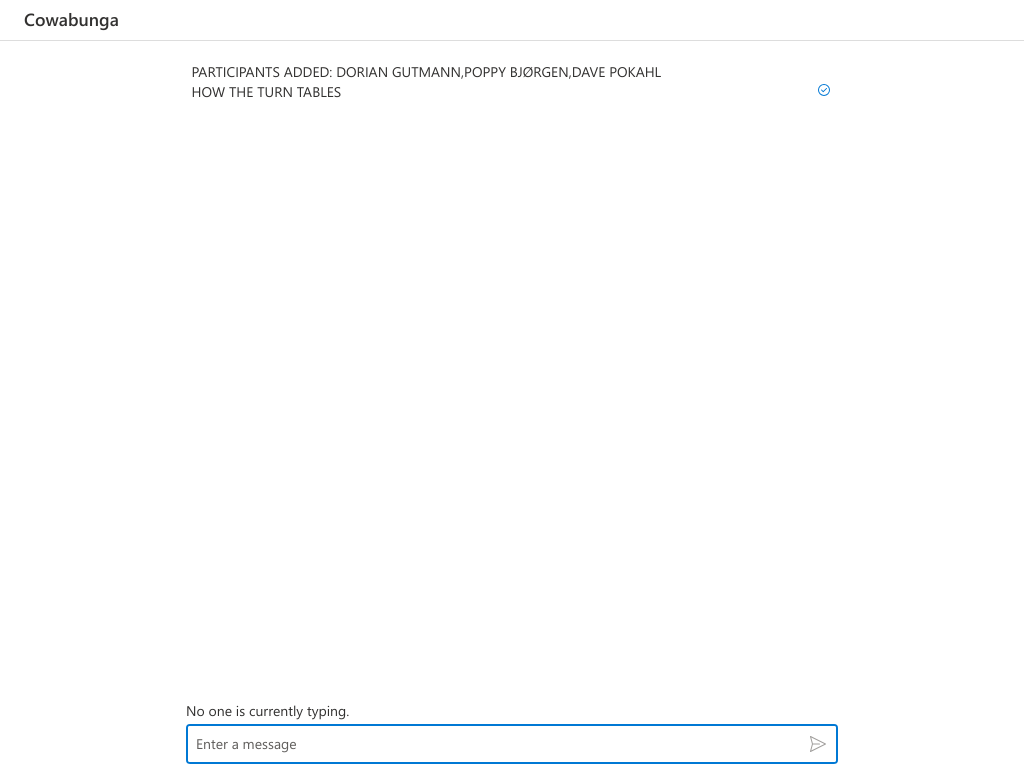 Cowabunga
PARTICIPANTS ADDED: DORIAN GUTMANN,POPPY BJØRGEN,DAVE POKAHL
HOW THE TURN TABLES
No one is currently typing.
Enter a message